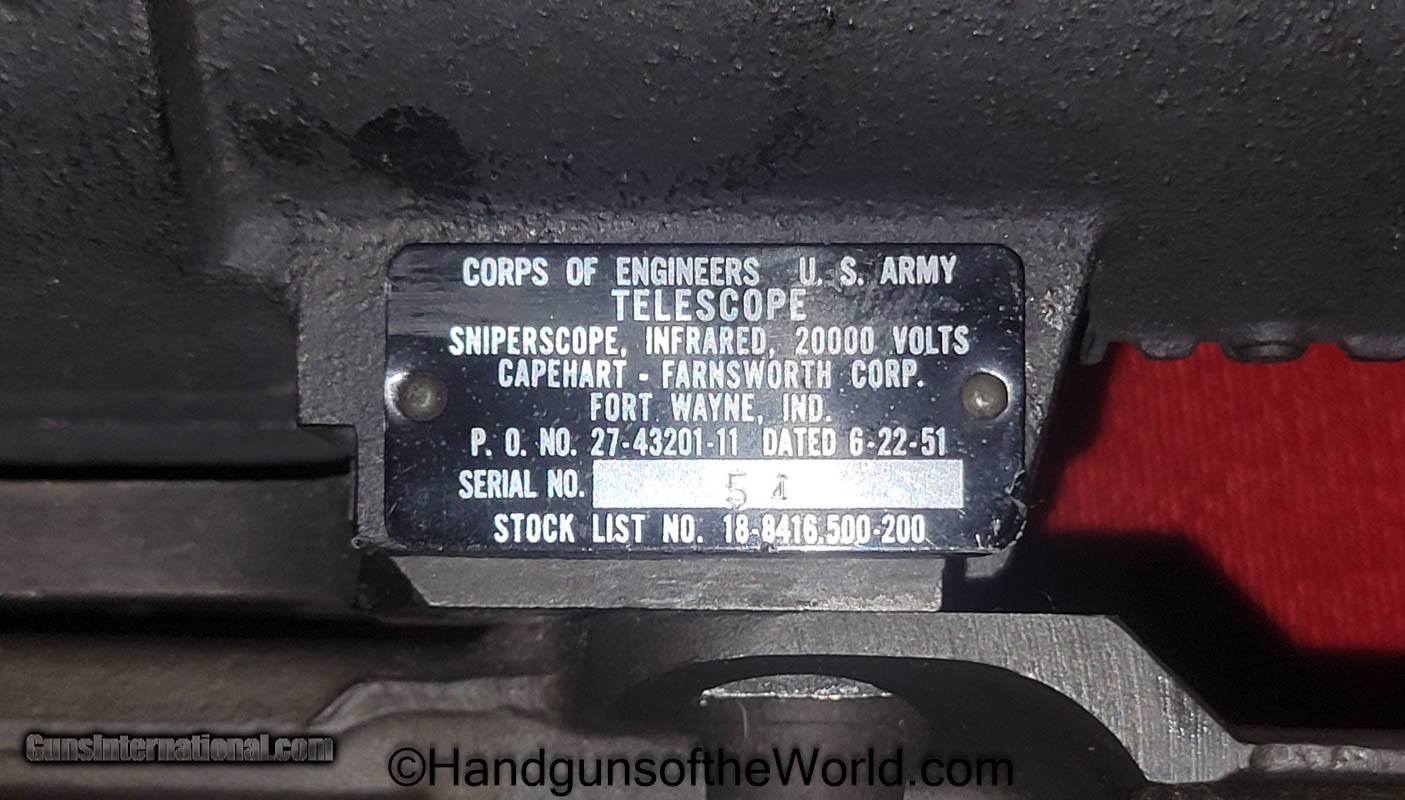 CORPS OF ENGINEERS U. S. ARMY
TELESCOPE
SNIPERSCOPE, INFRARED, 20000 VOLTS
CAPEHART - FARNSWORTH CORP.
FORT WAYNE, IND.
P. O. NO. 27-43201-11 DATED 6-22-51
SERIAL NO. 51
STOCK LIST NO. 18-8416.500-200
GunsInternational.com
©HandgunsoftheWorld.com